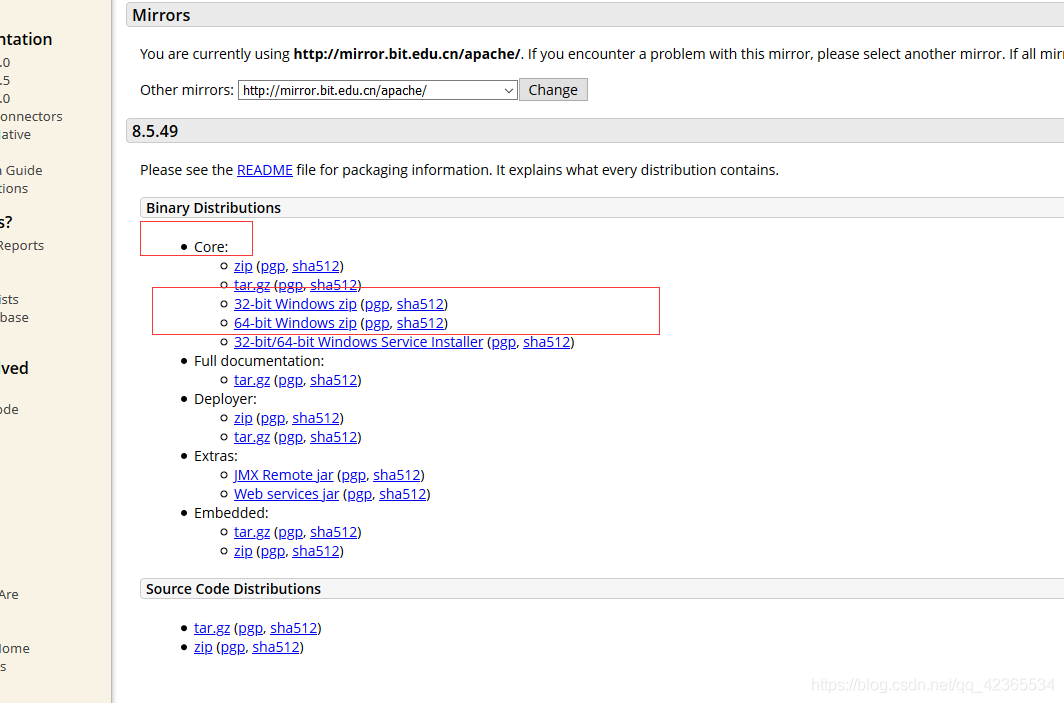 Mirrors
You are currently using http://mirror.bit.edu.cn/apache/. If you encounter a problem with this mirror, please select another mirror. If all
Other mirrors: http://mirror.bit.edu.cn/apache/ Change
8.5.49
Please see the README file for packaging information. It explains what every distribution contains.
Binary Distributions
Core:
zip (pgp, sha512)
tar.gz (pgp, sha512)
32-bit Windows zip (pgp, sha512)
64-bit Windows zip (pgp, sha512)
32-bit/64-bit Windows Service Installer (pgp, sha512)
Full documentation:
tar.gz (pgp, sha512)
Deployer:
zip (pgp, sha512)
tar.gz (pgp, sha512)
Extras:
JMX Remote jar (pgp, sha512)
Web services jar (pgp, sha512)
Embedded:
tar.gz (pgp, sha512)
zip (pgp, sha512)
Source Code Distributions
tar.gz (pgp, sha512)
zip (pgp, sha512)
ntation
.0
.5
.0
onnectors
ative
Guide
tions
s?
Reports
ists
base
lved
ode
Are
Home
s
https://blog.csdn.net/qq_42365534